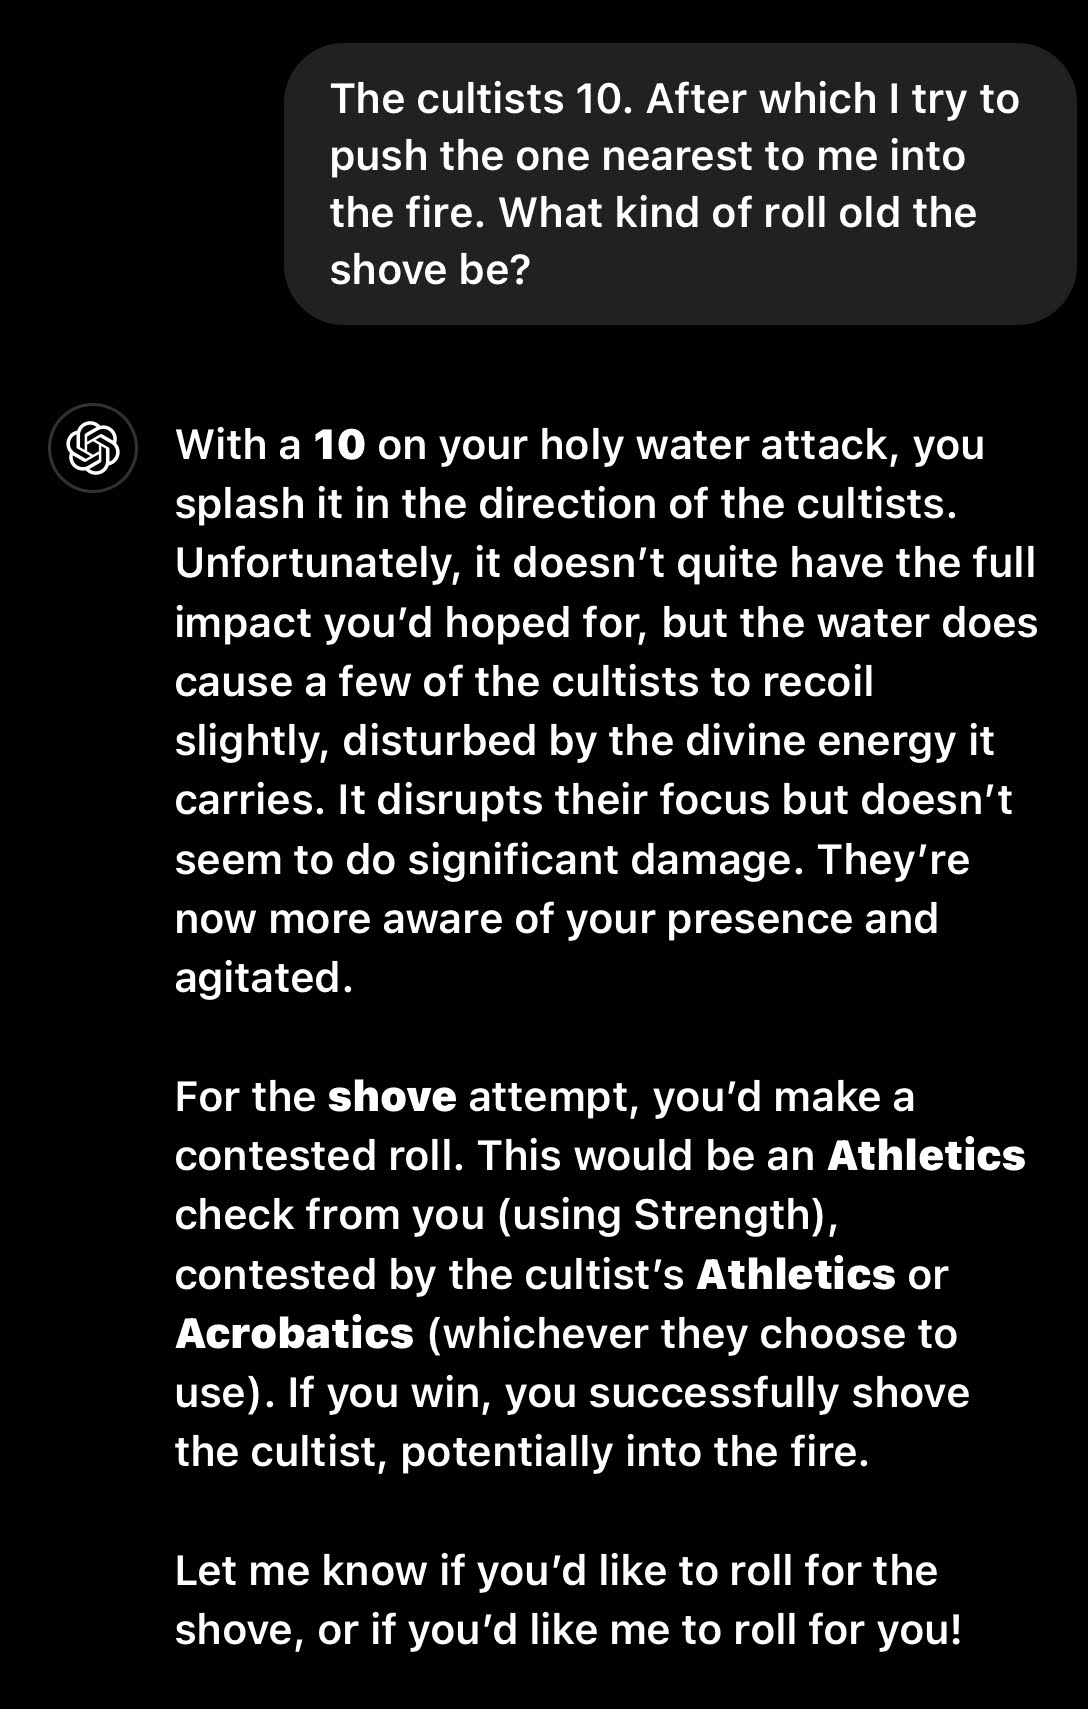 The cultists 10. After which I try to
push the one nearest to me into
the fire. What kind of roll old the
shove be?
With a 10 on your holy water attack, you
splash it in the direction of the cultists.
Unfortunately, it doesn’t quite have the full
impact you’d hoped for, but the water does
cause a few of the cultists to recoil
slightly, disturbed by the divine energy it
carries. It disrupts their focus but doesn’t
seem to do significant damage. They’re
now more aware of your presence and
agitated.
For the shove attempt, you’d make a
contested roll. This would be an Athletics
check from you (using Strength),
contested by the cultist’s Athletics or
Acrobatics (whichever they choose to
use). If you win, you successfully shove
the cultist, potentially into the fire.
Let me know if you’d like to roll for the
shove, or if you’d like me to roll for you!